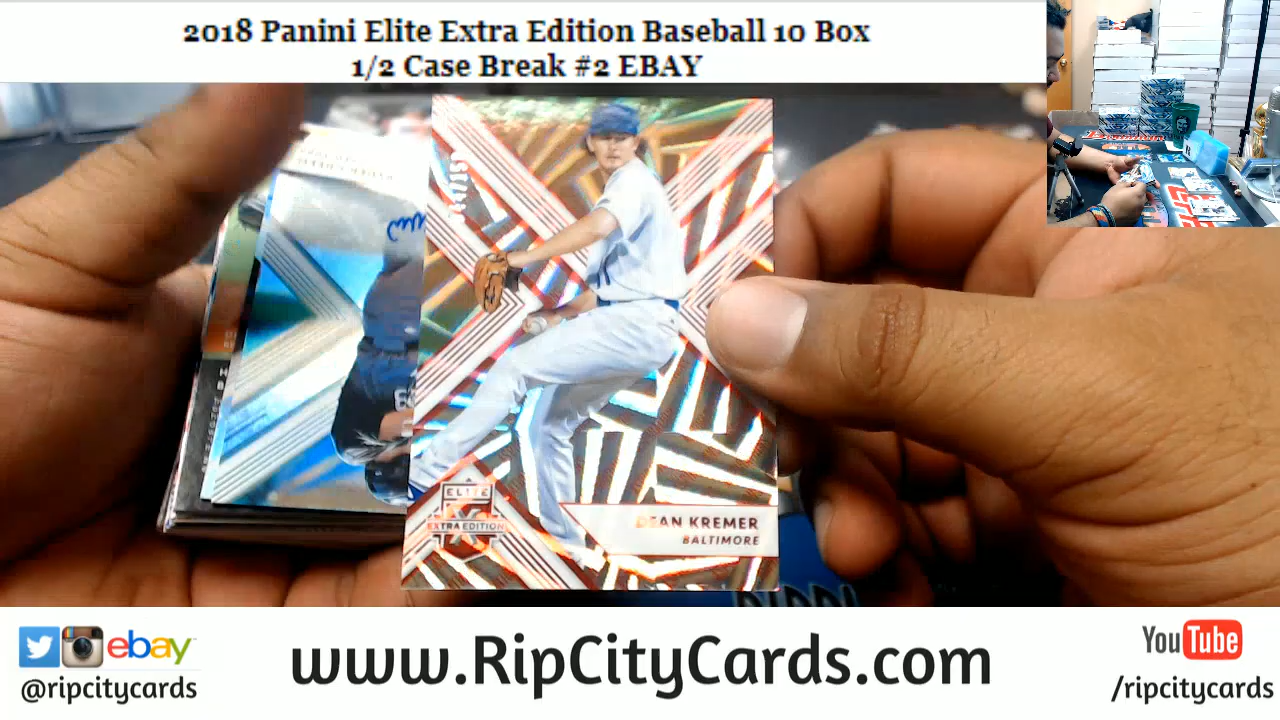 2018 Panini Elite Extra Edition Baseball 10 Box
1/2 Case Break #2 EBAY
ELITE
EXTRA EDITION
DEAN KREMER
BALTIMORE
ebay
@ripcitycards
www.RipCityCards.com
YouTube
/ripcitycards